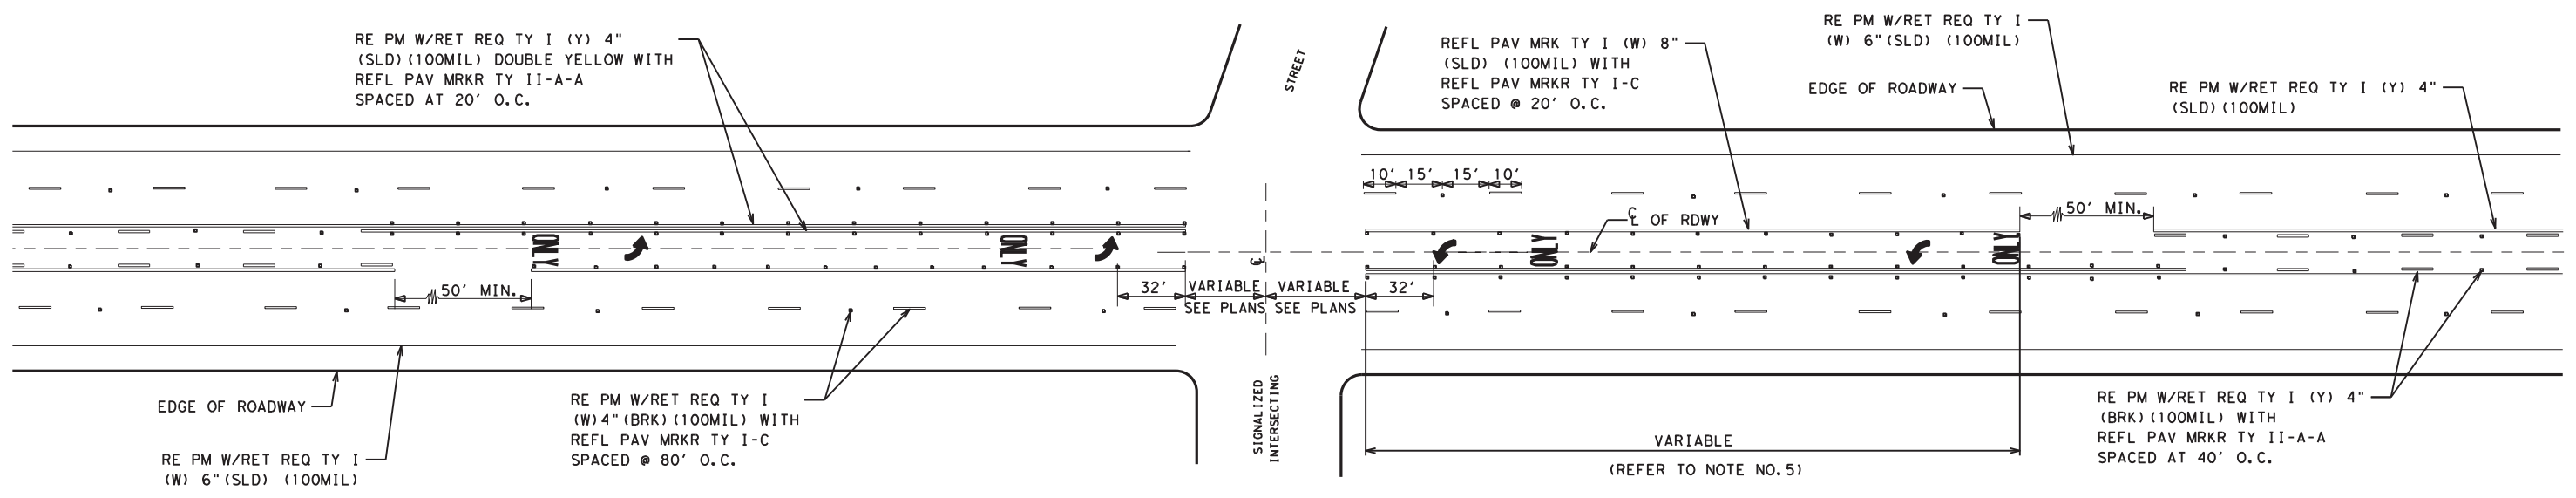 RE PM W/RET REQ TY I (Y) 4"
(SLD)(100MIL) DOUBLE YELLOW WITH
REFL PAV MRKR TY II-A-A
SPACED AT 20' O.C.
STREET
REFL PAV MRK TY I (W) 8"
(SLD) (100MIL) WITH
REFL PAV MRKR TY I-C
SPACED @ 20' O.C.
RE PM W/RET REQ TY I
(W) 6"(SLD) (100MIL)
EDGE OF ROADWAY
RE PM W/RET REQ TY I (Y) 4"
(SLD)(100MIL)
10' 15' 15' 10'
℄ OF RDWY
50' MIN.
ONLY
ONLY
℄
ONLY
ONLY
50' MIN.
32'
VARIABLE
SEE PLANS
VARIABLE
SEE PLANS
32'
EDGE OF ROADWAY
RE PM W/RET REQ TY I
(W) 6"(SLD) (100MIL)
RE PM W/RET REQ TY I
(W)4"(BRK)(100MIL) WITH
REFL PAV MRKR TY I-C
SPACED @ 80' O.C.
SIGNALIZED
INTERSECTING
VARIABLE
(REFER TO NOTE NO.5)
RE PM W/RET REQ TY I (Y) 4"
(BRK)(100MIL) WITH
REFL PAV MRKR TY II-A-A
SPACED AT 40' O.C.